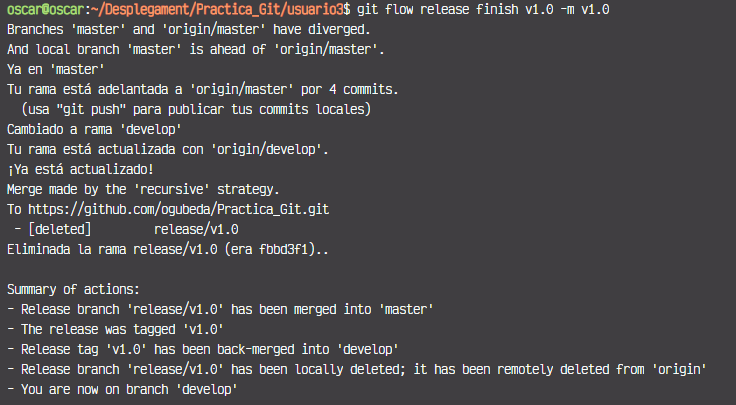 oscar@oscar:~/Desplegament/Practica_Git/usuario3$ git flow release finish v1.0 -m v1.0
Branches 'master' and 'origin/master' have diverged.
And local branch 'master' is ahead of 'origin/master'.
Ya en 'master'
Tu rama está adelantada a 'origin/master' por 4 commits.
  (usa "git push" para publicar tus commits locales)
Cambiado a rama 'develop'
Tu rama está actualizada con 'origin/develop'.
¡Ya está actualizado!
Merge made by the 'recursive' strategy.
To https://github.com/ogubeda/Practica_Git.git
 - [deleted]         release/v1.0
Eliminada la rama release/v1.0 (era fbbd3f1)..

Summary of actions:
- Release branch 'release/v1.0' has been merged into 'master'
- The release was tagged 'v1.0'
- Release tag 'v1.0' has been back-merged into 'develop'
- Release branch 'release/v1.0' has been locally deleted; it has been remotely deleted from 'origin'
- You are now on branch 'develop'